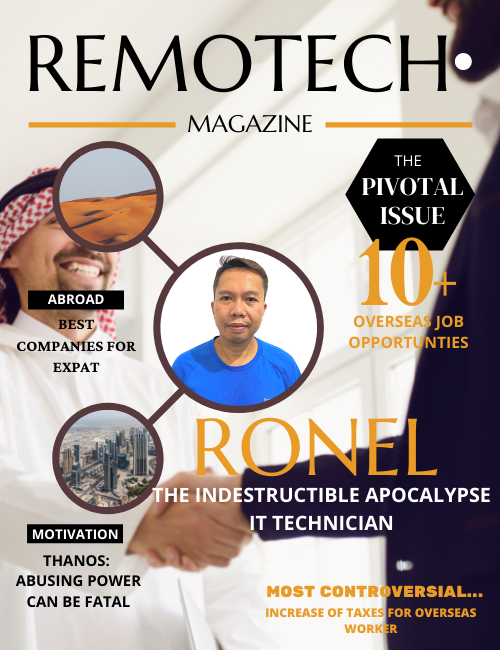 REMOTECH
MAGAZINE
THE
PIVOTAL
ISSUE
10+
OVERSEAS JOB
OPPORTUNTIES
ABROAD
BEST
COMPANIES FOR
EXPAT
RONEL
THE INDESTRUCTIBLE APOCALYPSE
IT TECHNICIAN
MOTIVATION
THANOS:
ABUSING POWER
CAN BE FATAL
MOST CONTROVERSIAL...
INCREASE OF TAXES FOR OVERSEAS
WORKER